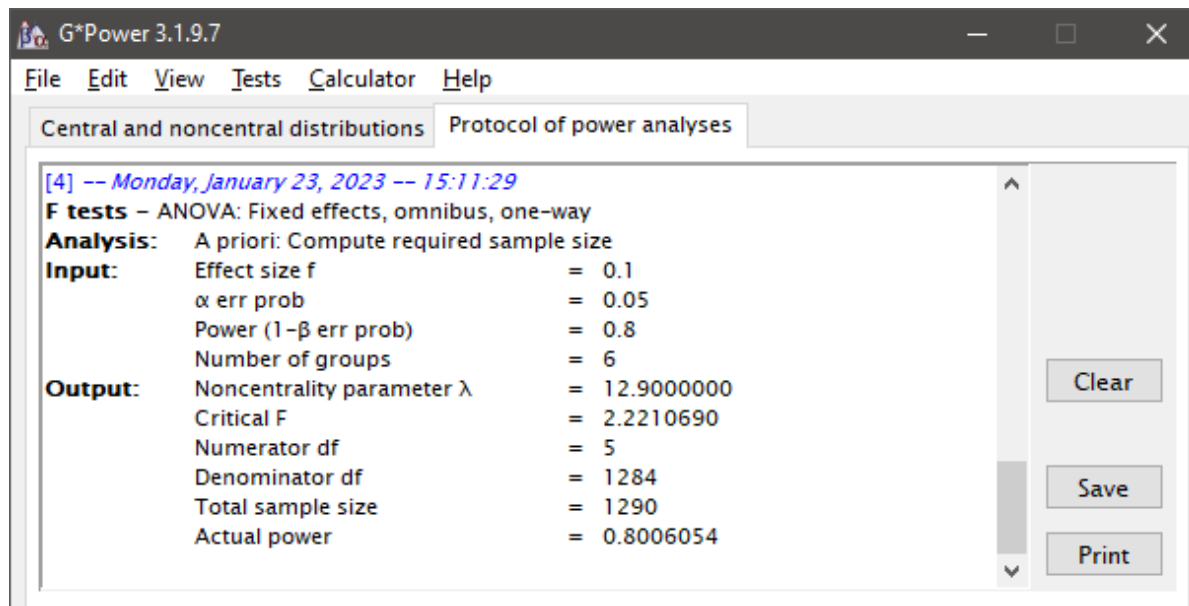 G*Power 3.1.9.7
File Edit View Tests Calculator Help
Central and noncentral distributions Protocol of power analyses
[4] -- Monday, January 23, 2023 -- 15:11:29
F tests – ANOVA: Fixed effects, omnibus, one-way
Analysis: A priori: Compute required sample size
Input: Effect size f = 0.1
α err prob = 0.05
Power (1-β err prob) = 0.8
Number of groups = 6
Output: Noncentrality parameter λ = 12.9000000
Critical F = 2.2210690
Numerator df = 5
Denominator df = 1284
Total sample size = 1290
Actual power = 0.8006054
Clear
Save
Print